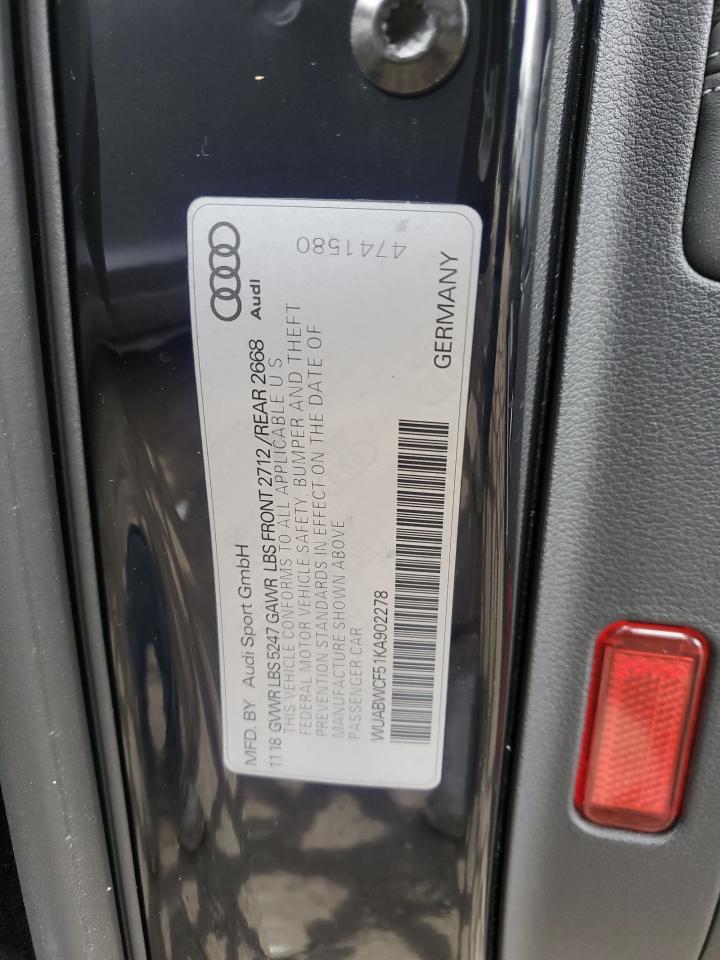 MFD. BY Audi Sport GmbH
11 18 GVWR LBS 5247 GAWR LBS FRONT 2712 /REAR 2668
THIS VEHICLE CONFORMS TO ALL APPLICABLE U S
FEDERAL MOTOR VEHICLE SAFETY, BUMPER AND THEFT
PREVENTION STANDARDS IN EFFECT ON THE DATE OF
MANUFACTURE SHOWN ABOVE
PASSENGER CAR
WUABWCF51KA902278
Audi
GERMANY
4741580